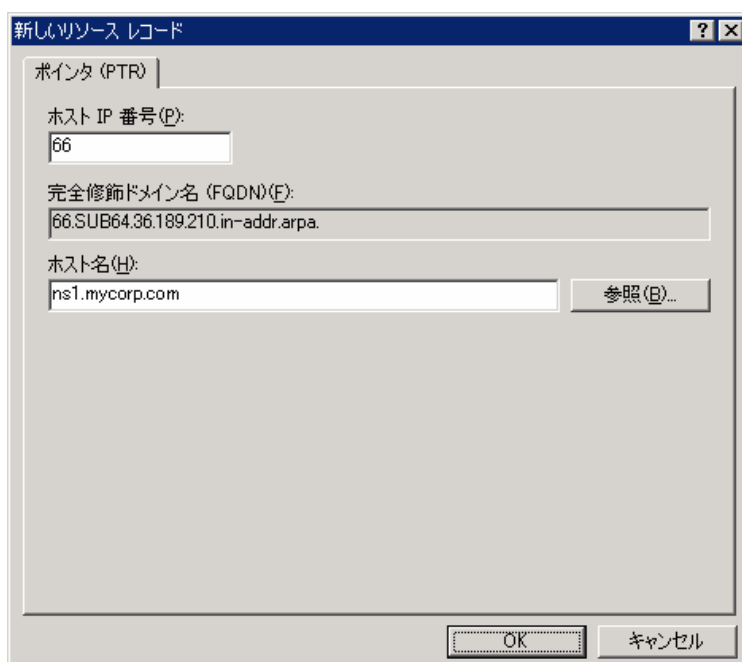 新しいリソース レコード
ポインタ (PTR)
ホスト IP 番号(P):
66
完全修飾ドメイン名 (FQDN)(F):
66.SUB64.36.189.210.in-addr.arpa.
ホスト名(H):
ns1.mycorp.com
参照(B)...
OK
キャンセル